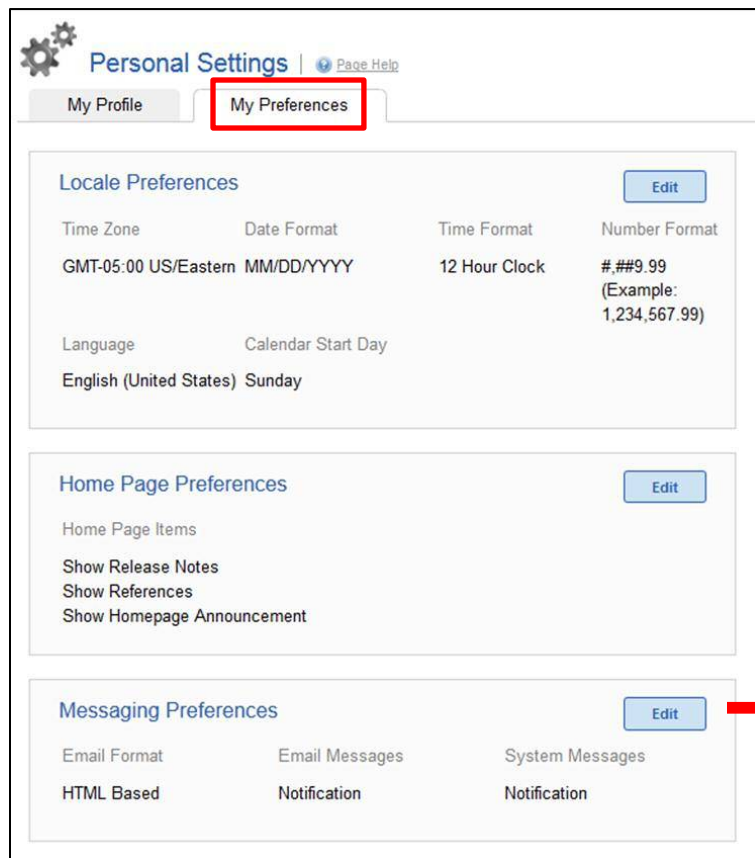 Personal Settings | Page Help
My Profile My Preferences
Locale Preferences Edit
Time Zone Date Format Time Format Number Format
GMT-05:00 US/Eastern MM/DD/YYYY 12 Hour Clock #,##9.99
(Example:
1,234,567.99)
Language Calendar Start Day
English (United States) Sunday
Home Page Preferences Edit
Home Page Items
Show Release Notes
Show References
Show Homepage Announcement
Messaging Preferences Edit
Email Format Email Messages System Messages
HTML Based Notification Notification